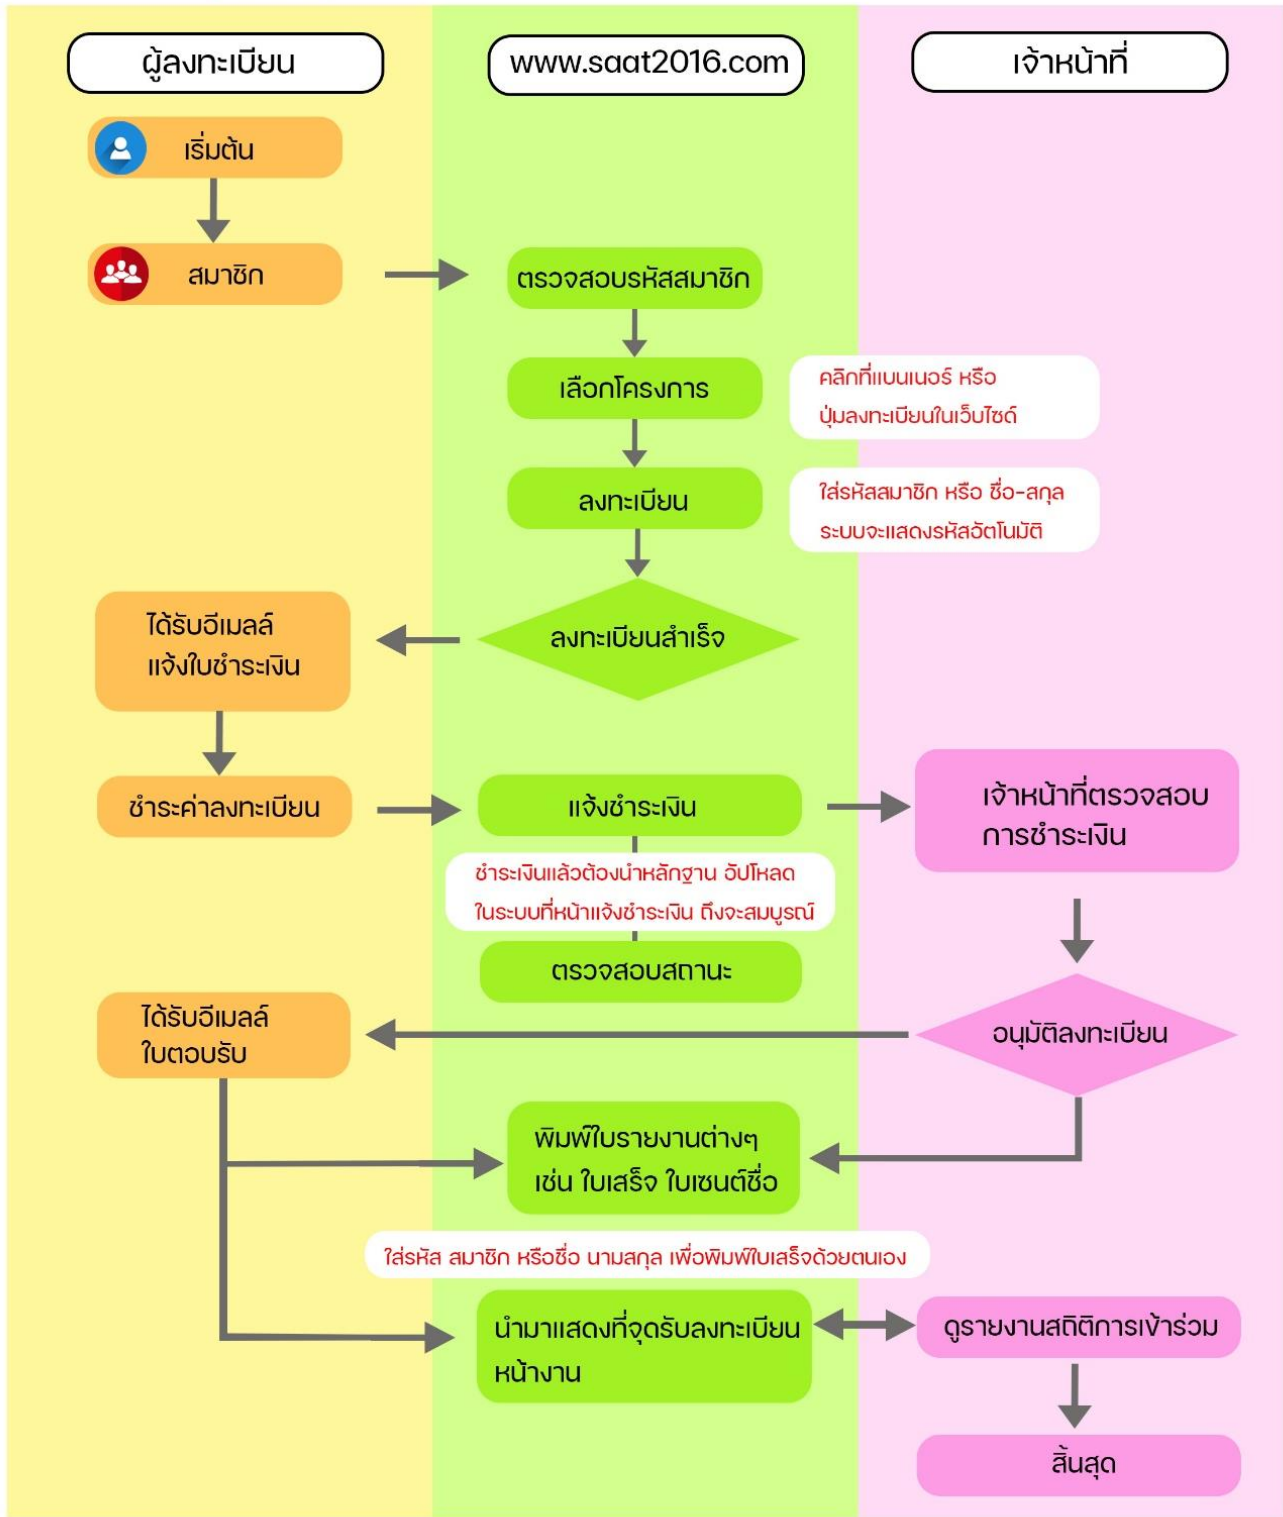 ผู้ลงทะเบียน
www.saat2016.com
เจ้าหน้าที่
เริ่มต้น
สมาชิก
ตรวจสอบรหัสสมาชิก
เลือกโครงการ
คลิกที่แบนเนอร์ หรือ
ปุ่มลงทะเบียนในเว็บไซด์
ลงทะเบียน
ใส่รหัสสมาชิก หรือ ชื่อ-สกุล
ระบบจะแสดงรหัสอัตโนมัติ
ลงทะเบียนสำเร็จ
ได้รับอีเมลล์
แจ้งใบชำระเงิน
ชำระค่าลงทะเบียน
แจ้งชำระเงิน
เจ้าหน้าที่ตรวจสอบ
การชำระเงิน
ชำระเงินแล้วต้องนำหลักฐาน อัปโหลด
ในระบบที่หน้าแจ้งชำระเงิน ถึงจะสมบูรณ์
ตรวจสอบสถานะ
อนุมัติลงทะเบียน
ได้รับอีเมลล์
ใบตอบรับ
พิมพ์ใบรายงานต่างๆ
เช่น ใบเสร็จ ใบเซนต์ชื่อ
ใส่รหัส สมาชิก หรือชื่อ นามสกุล เพื่อพิมพ์ใบเสร็จด้วยตนเอง
นำมาแสดงที่จุดรับลงทะเบียน
หน้างาน
ดูรายงานสถิติการเข้าร่วม
สิ้นสุด